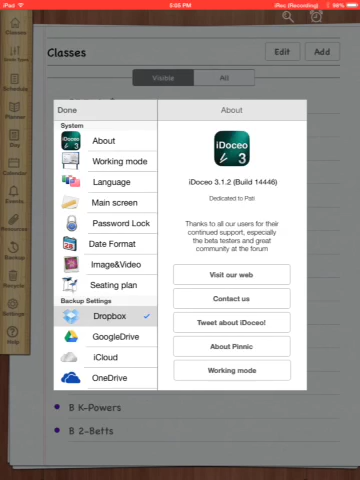 iPad
2:05 PM
iRec (Recording)
98%
Classes
Edit
Add
Visible
All
Classes
Schedule
Planner
Day
Calendar
Events
Resources
Backup
Recycle
Settings
Help
Done
System
About
Working mode
Language
Main screen
Password Lock
Date Format
Image&Video
Seating plan
Backup Settings
Dropbox
GoogleDrive
iCloud
OneDrive
About
iDoceo
3
iDoceo 3.1.2 (Build 14446)
Dedicated to Pati
Thanks to all our users for their
continued support, especially
the beta testers and great
community at the forum
Visit our web
Contact us
Tweet about iDoceo!
About Pinnic
Working mode
B K-Powers
B 2-Betts